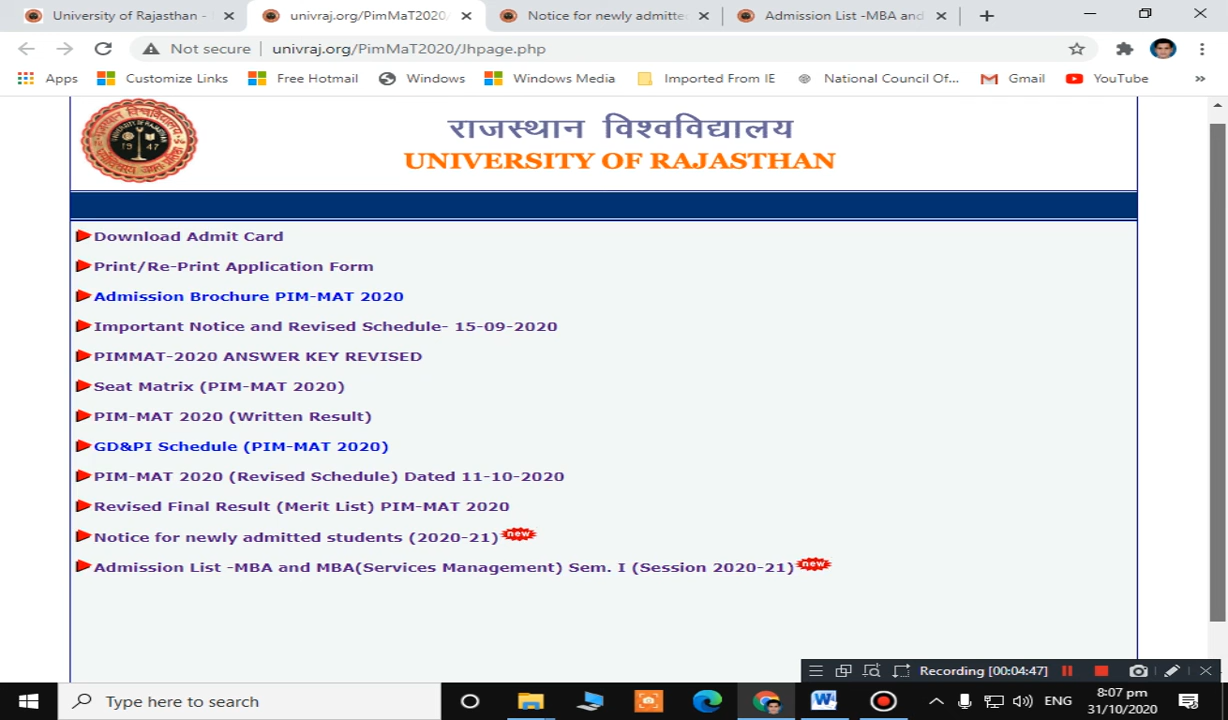 University of Rajasthan -
univraj.org/PimMaT2020/
Notice for newly admitte
Admission List -MBA and
Not secure
univraj.org/PimMaT2020/Jhpage.php
Apps
Customize Links
Free Hotmail
Windows
Windows Media
Imported From IE
National Council Of...
Gmail
YouTube
»
19 47
राजस्थान विश्वविद्यालय
UNIVERSITY OF RAJASTHAN
Download Admit Card
Print/Re-Print Application Form
Admission Brochure PIM-MAT 2020
Important Notice and Revised Schedule- 15-09-2020
PIMMAT-2020 ANSWER KEY REVISED
Seat Matrix (PIM-MAT 2020)
PIM-MAT 2020 (Written Result)
GD&PI Schedule (PIM-MAT 2020)
PIM-MAT 2020 (Revised Schedule) Dated 11-10-2020
Revised Final Result (Merit List) PIM-MAT 2020
Notice for newly admitted students (2020-21) new
Admission List -MBA and MBA(Services Management) Sem. I (Session 2020-21) new
Recording [00:04:47]
Type here to search
ENG
8:07 pm
31/10/2020